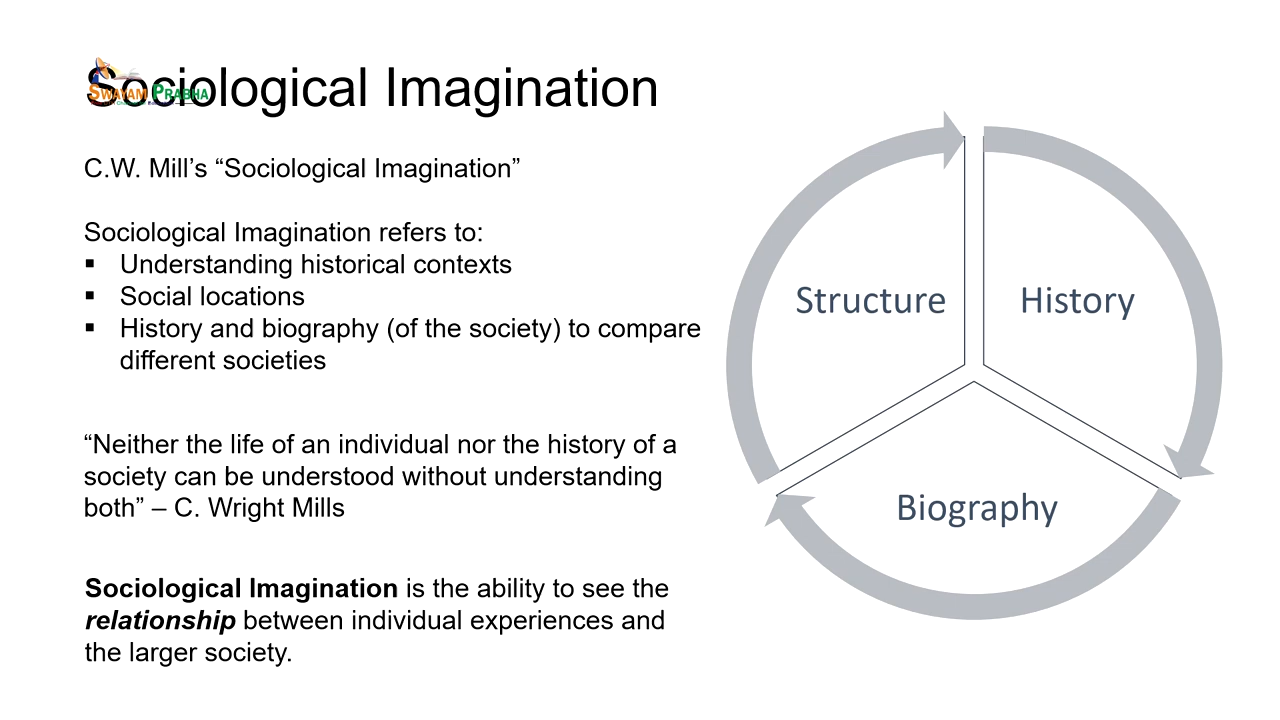 Sociological Imagination
SWAYAM PRABHA
C.W. Mill’s “Sociological Imagination”
Sociological Imagination refers to:
▪ Understanding historical contexts
▪ Social locations
▪ History and biography (of the society) to compare
different societies
“Neither the life of an individual nor the history of a
society can be understood without understanding
both” – C. Wright Mills
Sociological Imagination is the ability to see the
relationship between individual experiences and
the larger society.
Structure
History
Biography